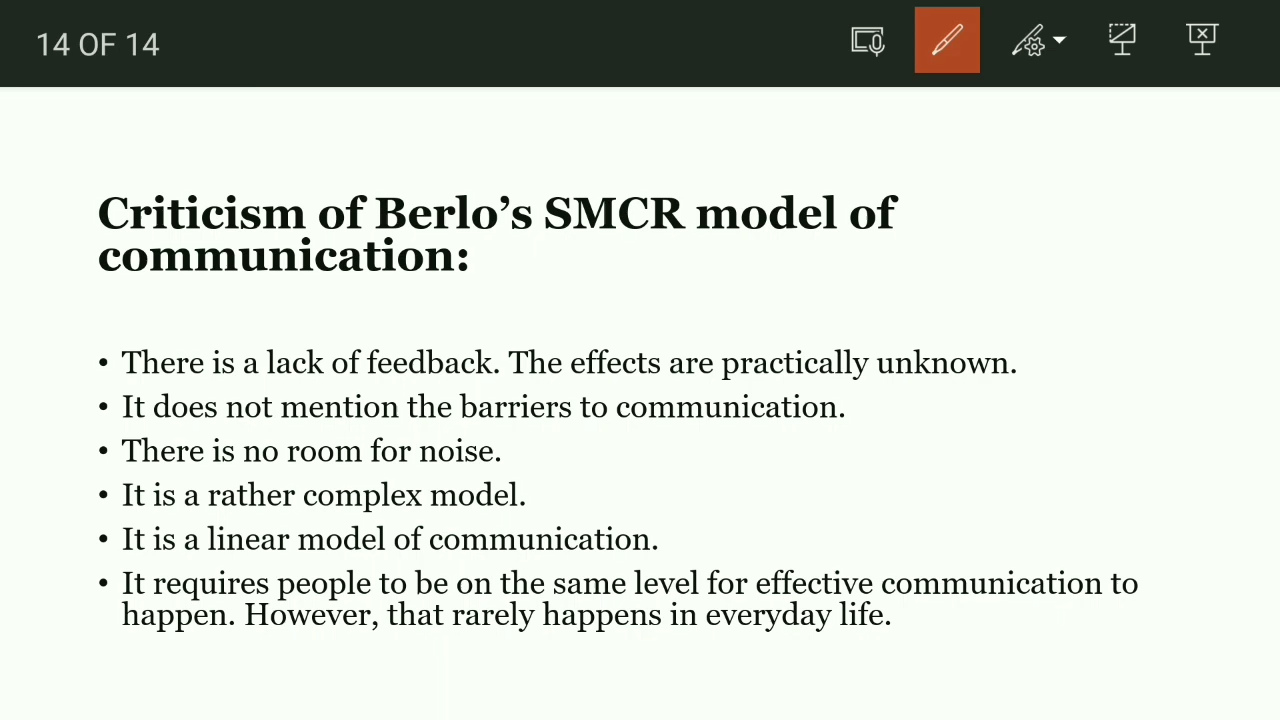 14 OF 14
Criticism of Berlo’s SMCR model of
communication:
• There is a lack of feedback. The effects are practically unknown.
• It does not mention the barriers to communication.
• There is no room for noise.
• It is a rather complex model.
• It is a linear model of communication.
• It requires people to be on the same level for effective communication to
happen. However, that rarely happens in everyday life.